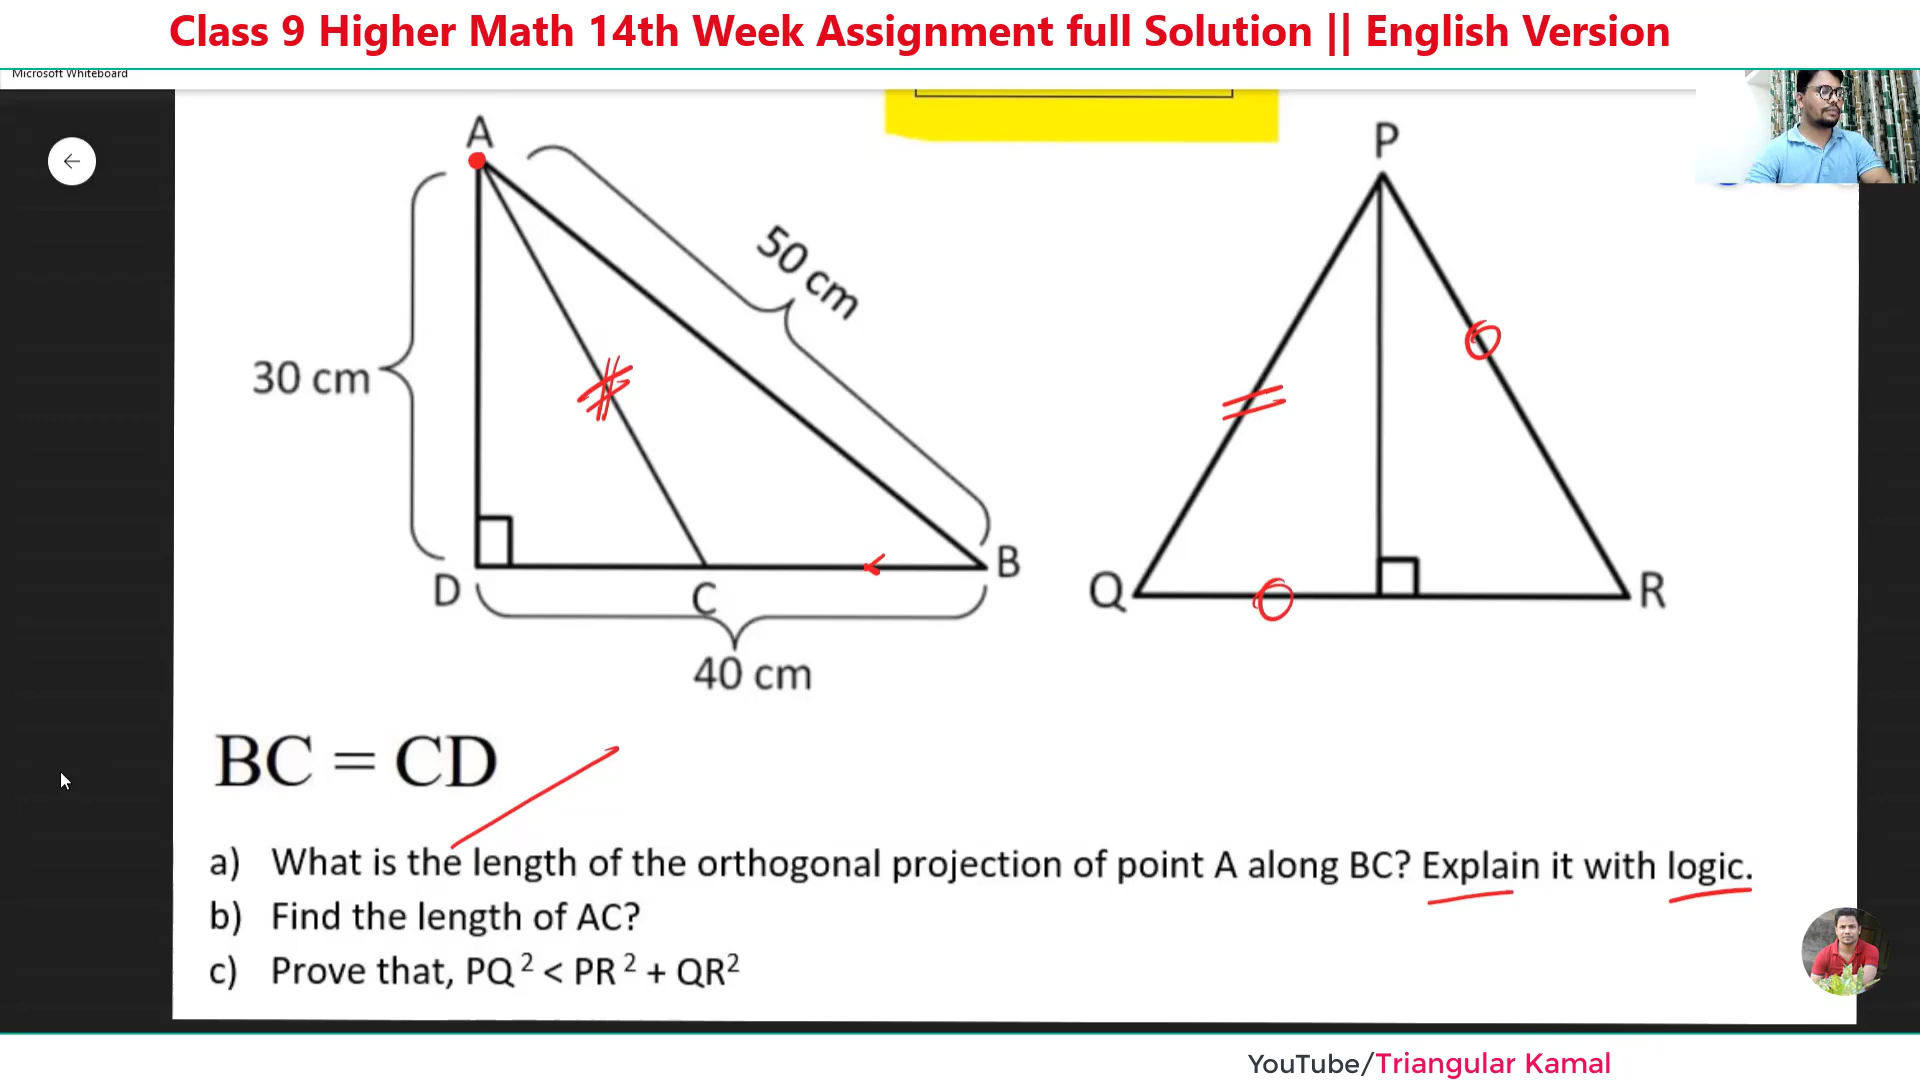 Class 9 Higher Math 14th Week Assignment full Solution || English Version
Microsoft Whiteboard
A
P
50 cm
30 cm
B
D
C
Q
R
40 cm
BC = CD
a) What is the length of the orthogonal projection of point A along BC? Explain it with logic.
b) Find the length of AC?
c) Prove that, PQ² < PR² + QR²
YouTube/Triangular Kamal